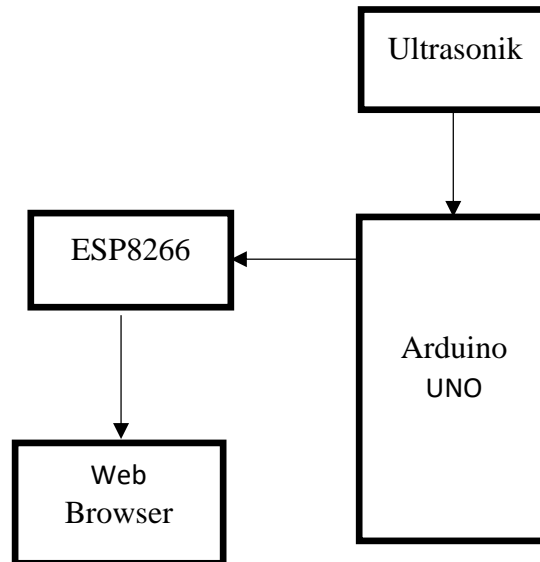 Ultrasonik
ESP8266
Arduino
UNO
Web
Browser